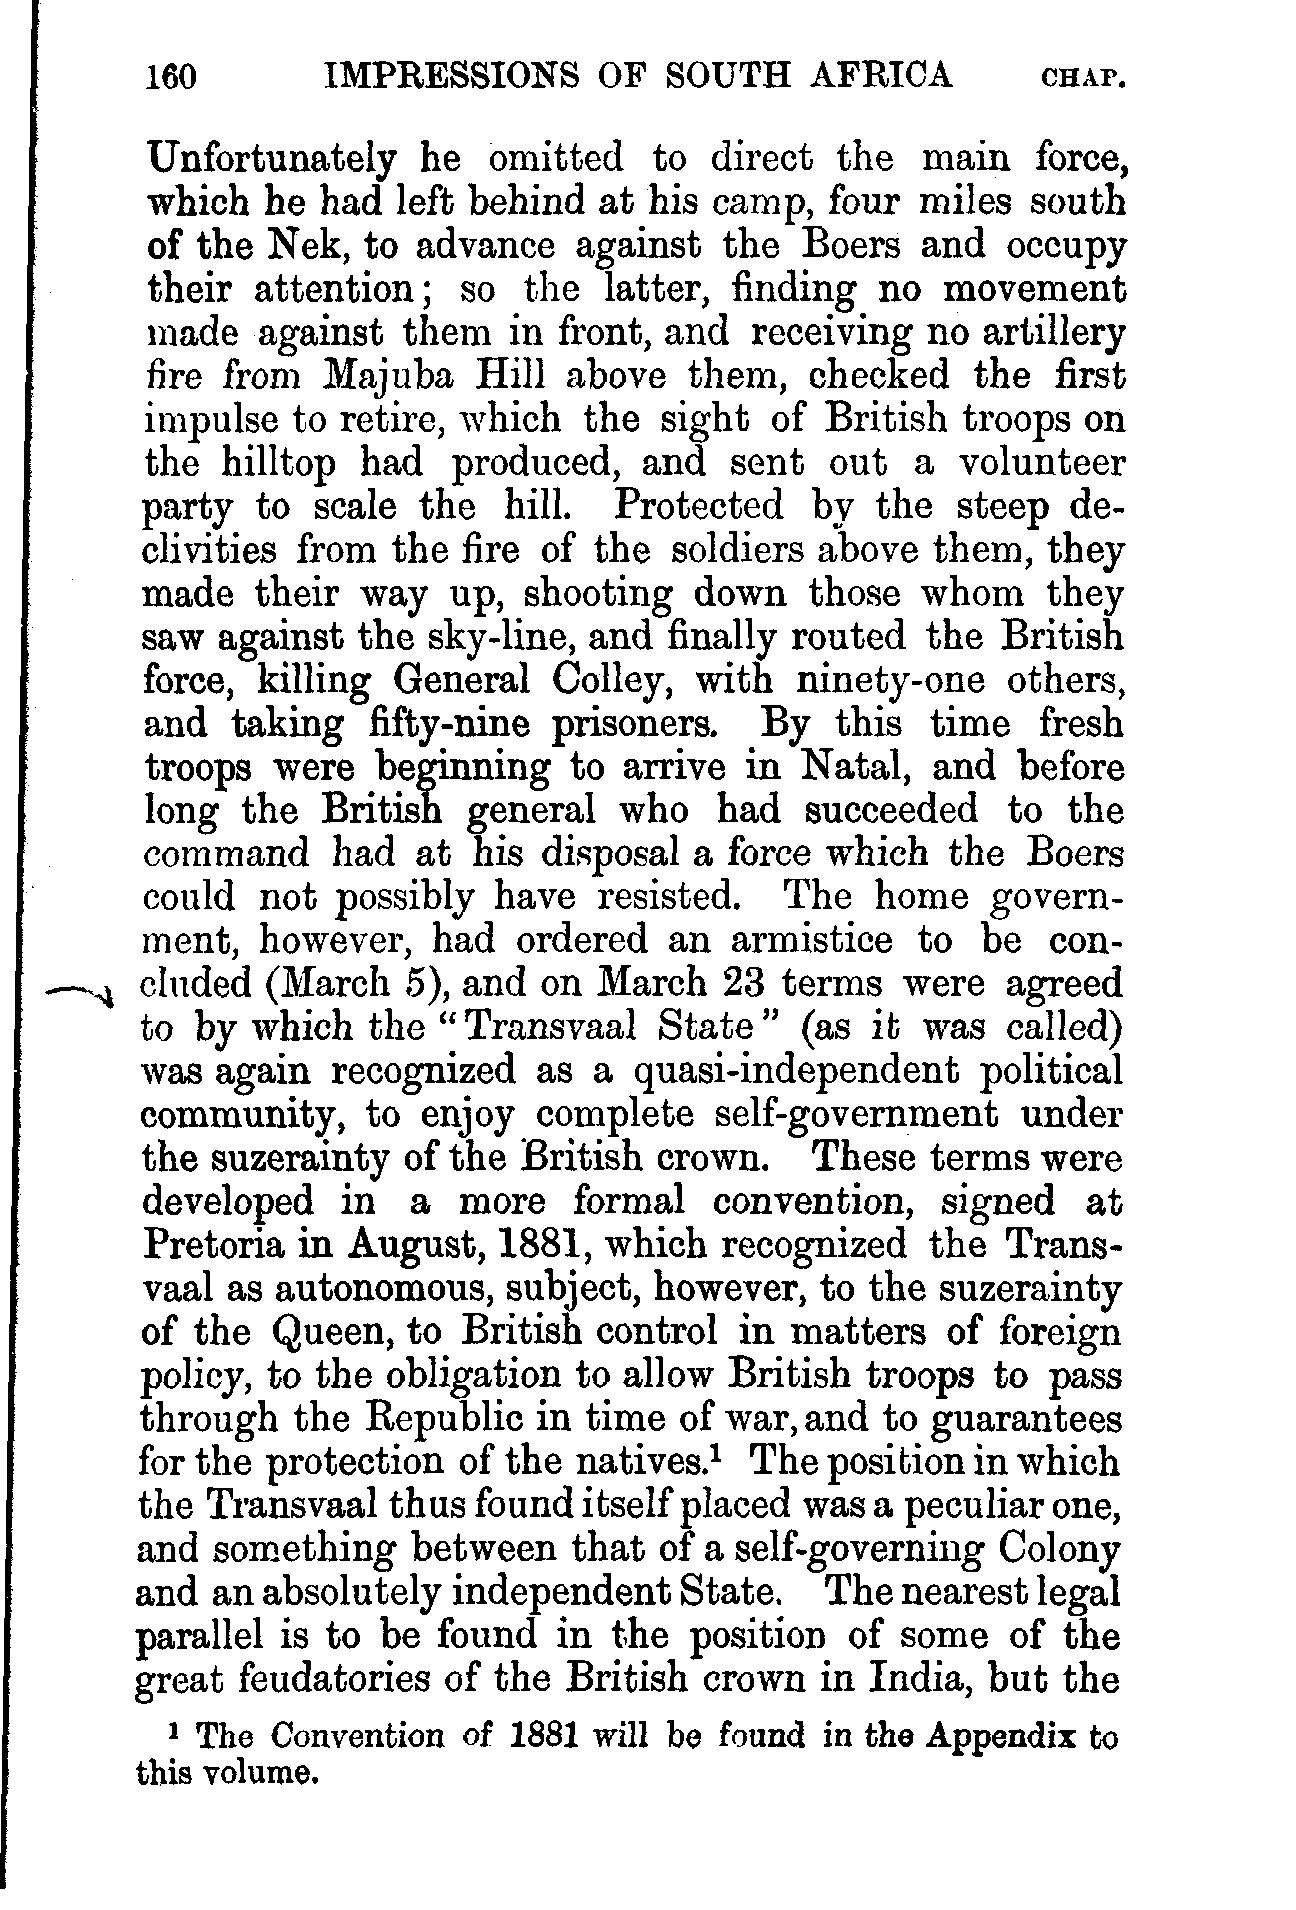 160 IMPRESSIONS OF SOUTH AFRICA CHAP.
Unfortunately he omitted to direct the main force,
which he had left behind at his camp, four miles south
of the Nek, to advance against the Boers and occupy
their attention; so the latter, finding no movement
made against them in front, and receiving no artillery
fire from Majuba Hill above them, checked the first
impulse to retire, which the sight of British troops on
the hilltop had produced, and sent out a volunteer
party to scale the hill. Protected by the steep de-
clivities from the fire of the soldiers above them, they
made their way up, shooting down those whom they
saw against the sky-line, and finally routed the British
force, killing General Colley, with ninety-one others,
and taking fifty-nine prisoners. By this time fresh
troops were beginning to arrive in Natal, and before
long the British general who had succeeded to the
command had at his disposal a force which the Boers
could not possibly have resisted. The home govern-
ment, however, had ordered an armistice to be con-
cluded (March 5), and on March 23 terms were agreed
to by which the "Transvaal State" (as it was called)
was again recognized as a quasi-independent political
community, to enjoy complete self-government under
the suzerainty of the British crown. These terms were
developed in a more formal convention, signed at
Pretoria in August, 1881, which recognized the Trans-
vaal as autonomous, subject, however, to the suzerainty
of the Queen, to British control in matters of foreign
policy, to the obligation to allow British troops to pass
through the Republic in time of war, and to guarantees
for the protection of the natives.¹ The position in which
the Transvaal thus found itself placed was a peculiar one,
and something between that of a self-governing Colony
and an absolutely independent State. The nearest legal
parallel is to be found in the position of some of the
great feudatories of the British crown in India, but the
¹ The Convention of 1881 will be found in the Appendix to
this volume.